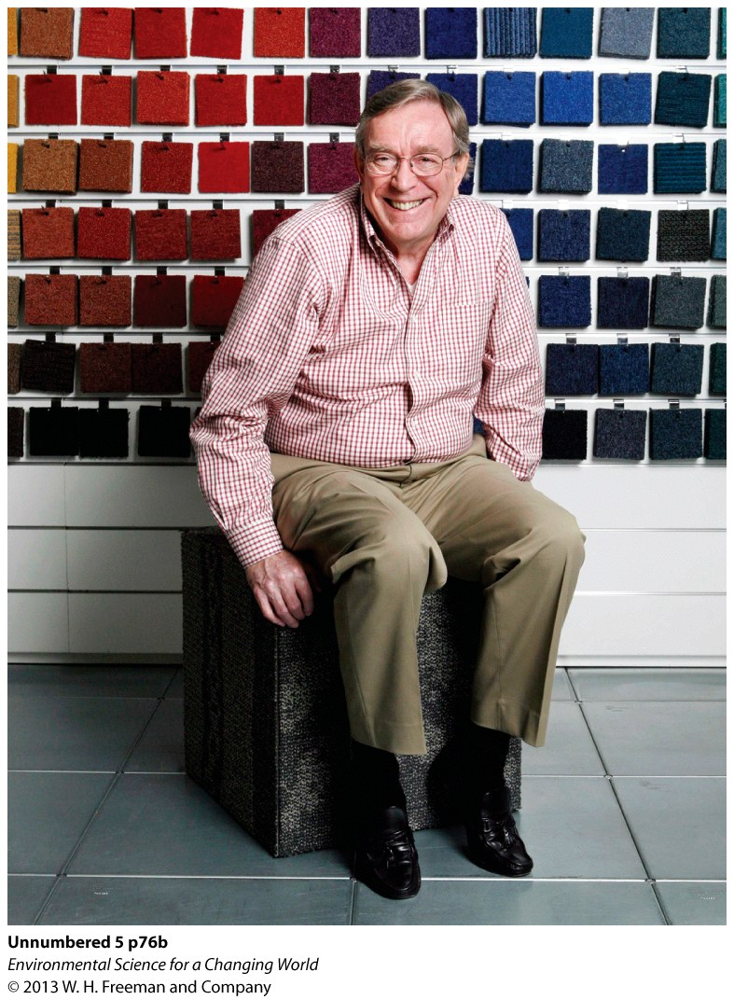 Unnumbered 5 p76b
Environmental Science for a Changing World
© 2013 W. H. Freeman and Company